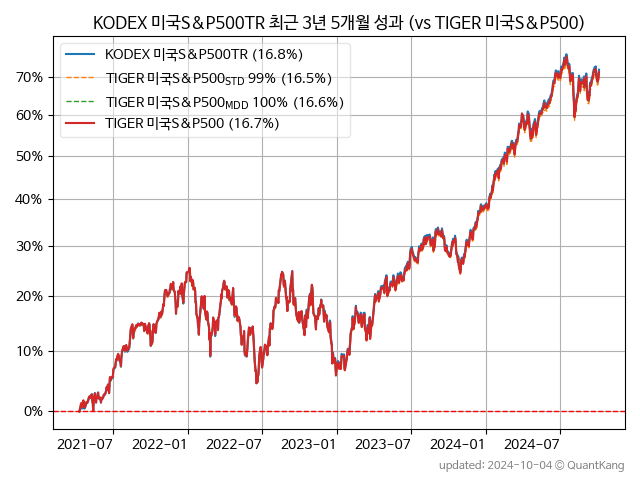 KODEX 미국S&P500TR 최근 3년 5개월 성과 (vs TIGER 미국S&P500)
KODEX 미국S&P500TR (16.8%)
TIGER 미국S&P500STD 99% (16.5%)
TIGER 미국S&P500MDD 100% (16.6%)
TIGER 미국S&P500 (16.7%)
70%
60%
50%
40%
30%
20%
10%
0%
2021-07 2022-01 2022-07 2023-01 2023-07 2024-01 2024-07
updated: 2024-10-04 © QuantKang